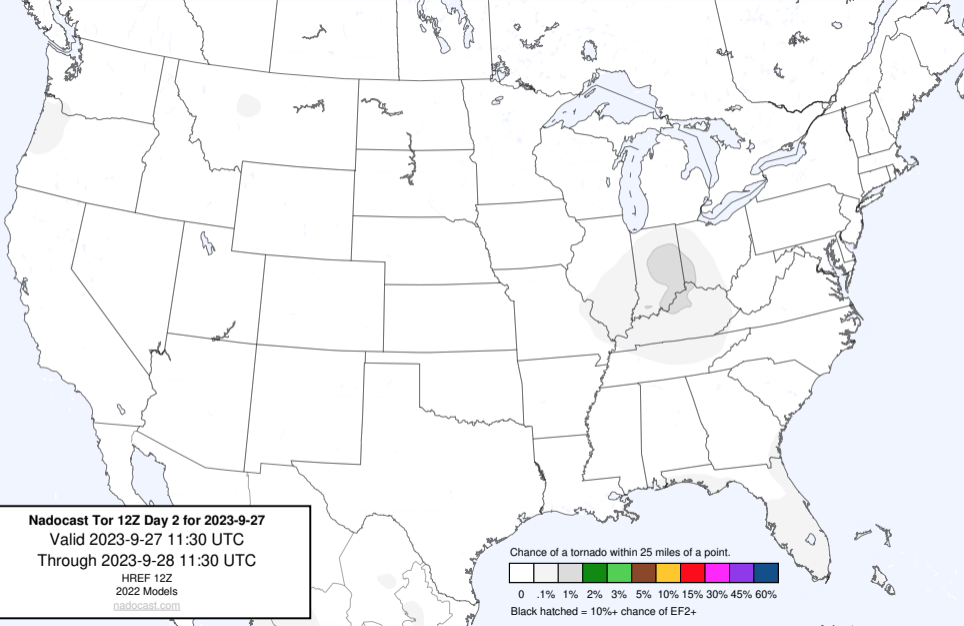 Nadocast Tor 12Z Day 2 for 2023-9-27
Valid 2023-9-27 11:30 UTC
Through 2023-9-28 11:30 UTC
HREF 12Z
2022 Models
nadocast.com
Chance of a tornado within 25 miles of a point.
0 .1% 1% 2% 3% 5% 10% 15% 30% 45% 60%
Black hatched = 10%+ chance of EF2+